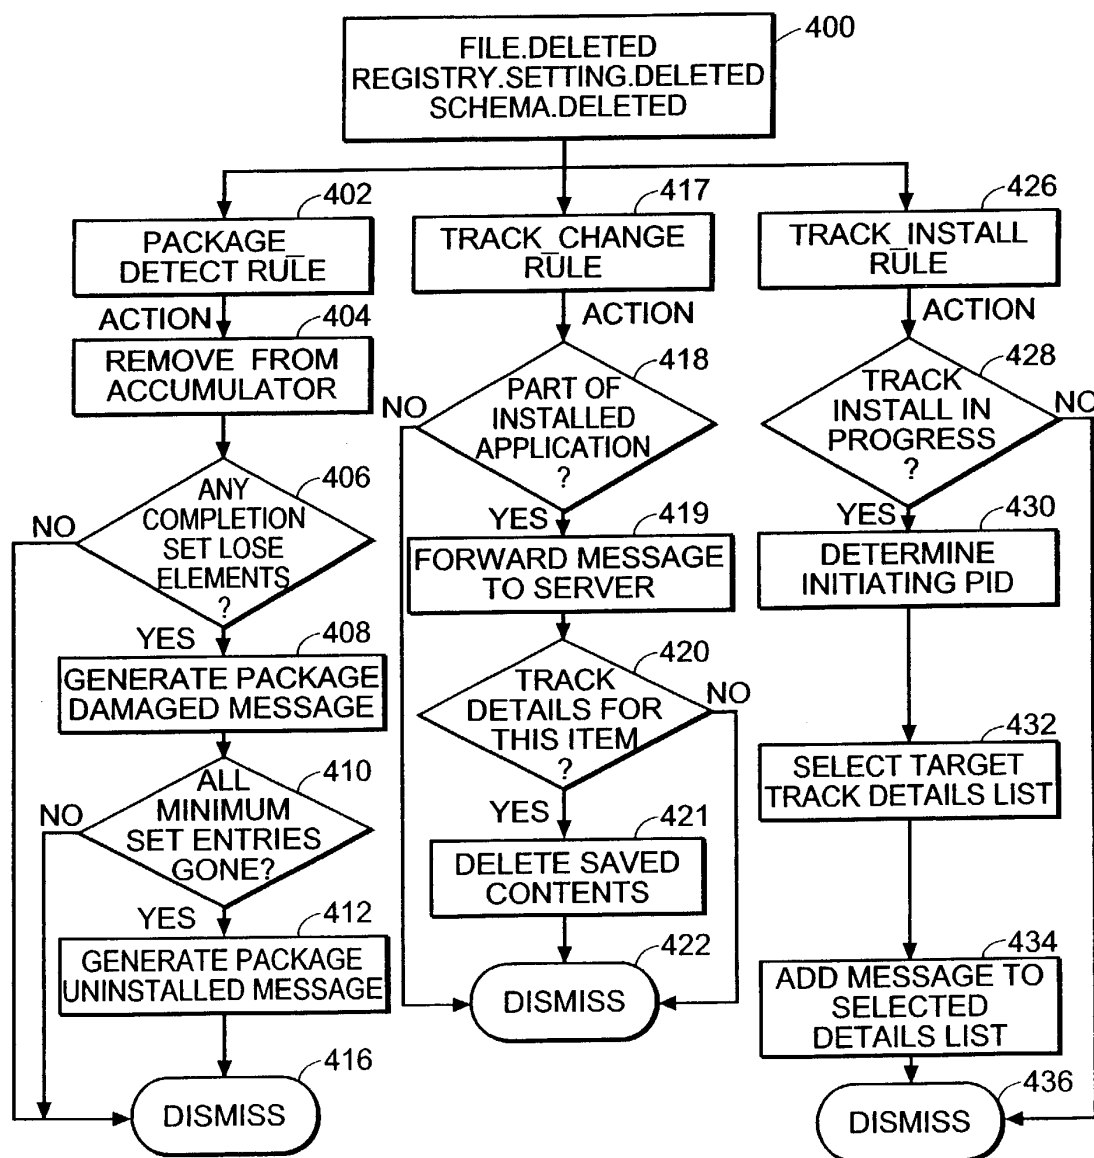 400
FILE.DELETED
REGISTRY.SETTING.DELETED
SCHEMA.DELETED
402
PACKAGE_
DETECT RULE
ACTION
404
REMOVE FROM
ACCUMULATOR
406
ANY
COMPLETION
SET LOSE
ELEMENTS
?
NO
YES
408
GENERATE PACKAGE
DAMAGED MESSAGE
410
ALL
MINIMUM
SET ENTRIES
GONE?
NO
YES
412
GENERATE PACKAGE
UNINSTALLED MESSAGE
416
DISMISS
417
TRACK_CHANGE
RULE
ACTION
418
PART OF
INSTALLED
APPLICATION
?
NO
YES
419
FORWARD MESSAGE
TO SERVER
420
TRACK
DETAILS FOR
THIS ITEM
?
NO
YES
421
DELETE SAVED
CONTENTS
422
DISMISS
426
TRACK_INSTALL
RULE
ACTION
428
TRACK
INSTALL IN
PROGRESS
?
NO
YES
430
DETERMINE
INITIATING PID
432
SELECT TARGET
TRACK DETAILS LIST
434
ADD MESSAGE TO
SELECTED
DETAILS LIST
436
DISMISS